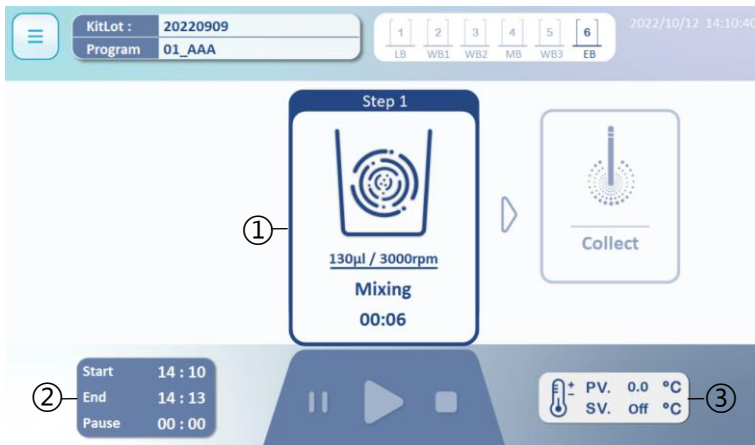 KitLot : 20220909
Program 01_AAA
1 2 3 4 5 6
LB WB1 WB2 MB WB3 EB
2022/10/12 14:10:40
Step 1
130µl / 3000rpm
Mixing
00:06
Collect
①
Start 14 : 10
End 14 : 13
Pause 00 : 00
②
PV. 0.0 ºC
SV. Off ºC
③